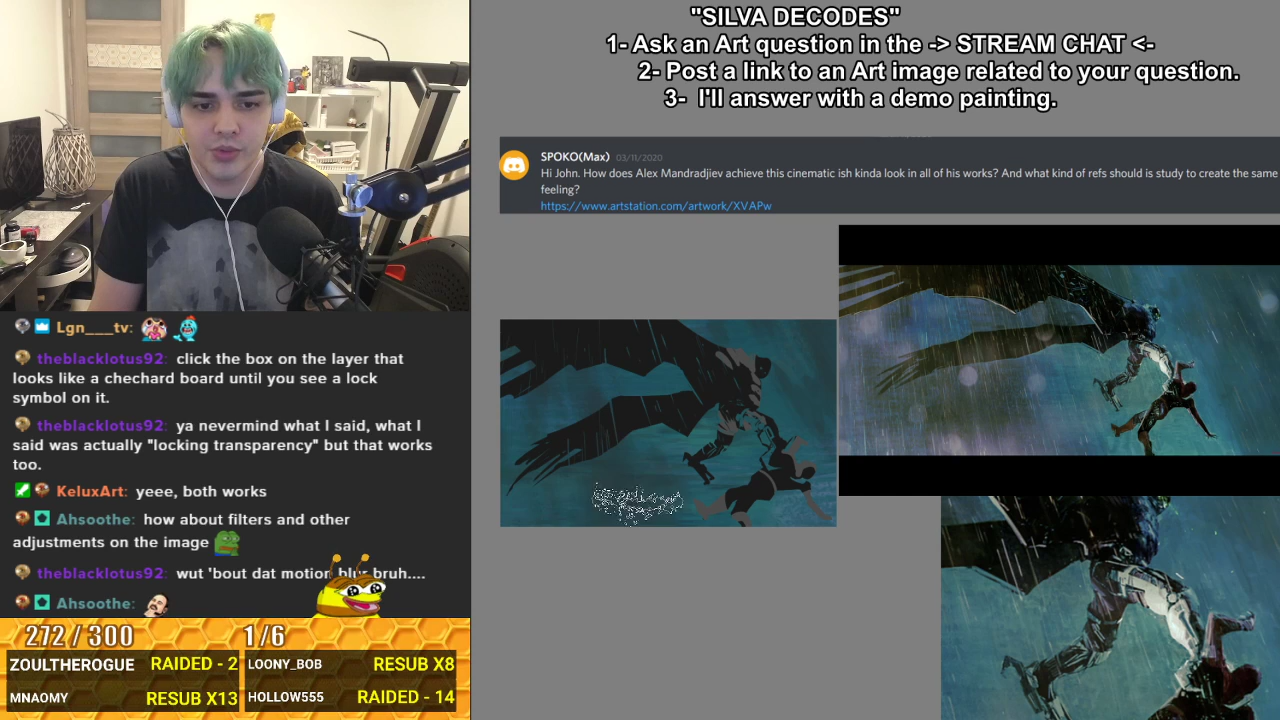 "SILVA DECODES"
1- Ask an Art question in the -> STREAM CHAT <-
2- Post a link to an Art image related to your question.
3- I'll answer with a demo painting.
SPOKO(Max) 03/11/2020
Hi John. How does Alex Mandradjiev achieve this cinematic ish kinda look in all of his works? And what kind of refs should is study to create the same
feeling?
https://www.artstation.com/artwork/XVAPw
Lgn___tv:
theblacklotus92: click the box on the layer that
looks like a chechard board until you see a lock
symbol on it.
theblacklotus92: ya nevermind what I said, what I
said was actually "locking transparency" but that works
too.
KeluxArt: yeee, both works
Ahsoothe: how about filters and other
adjustments on the image
theblacklotus92: wut 'bout dat motion blur bruh....
Ahsoothe:
272 / 300 1/6
ZOULTHEROGUE RAIDED - 2 LOONY_BOB RESUB X8
MNAOMY RESUB X13 HOLLOW555 RAIDED - 14